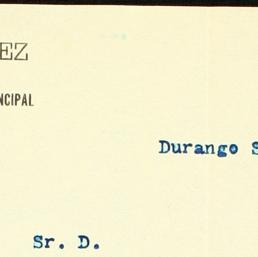 EZ
NCIPAL
Durango S
Sr. D.